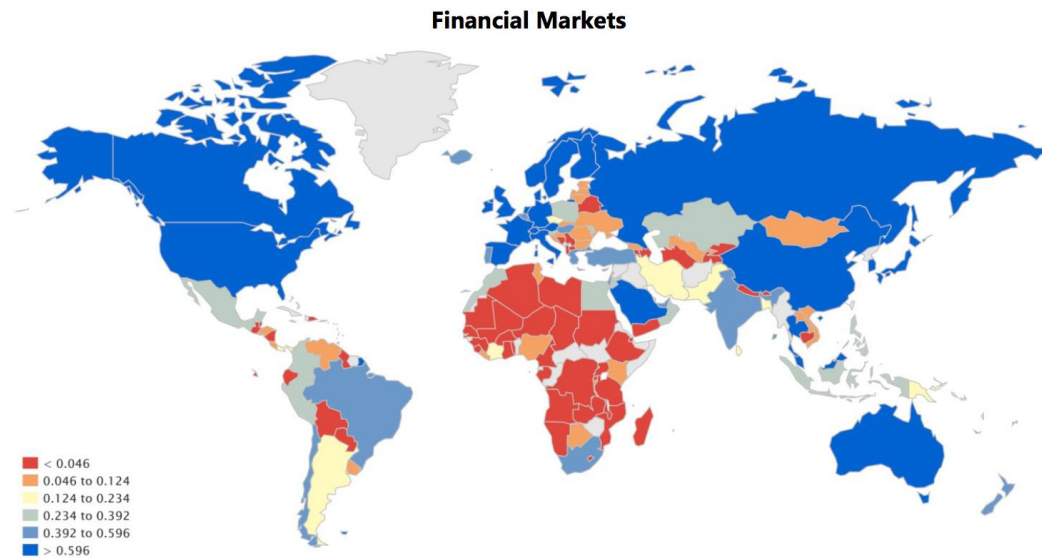 Financial Markets
< 0.046
0.046 to 0.124
0.124 to 0.234
0.234 to 0.392
0.392 to 0.596
> 0.596